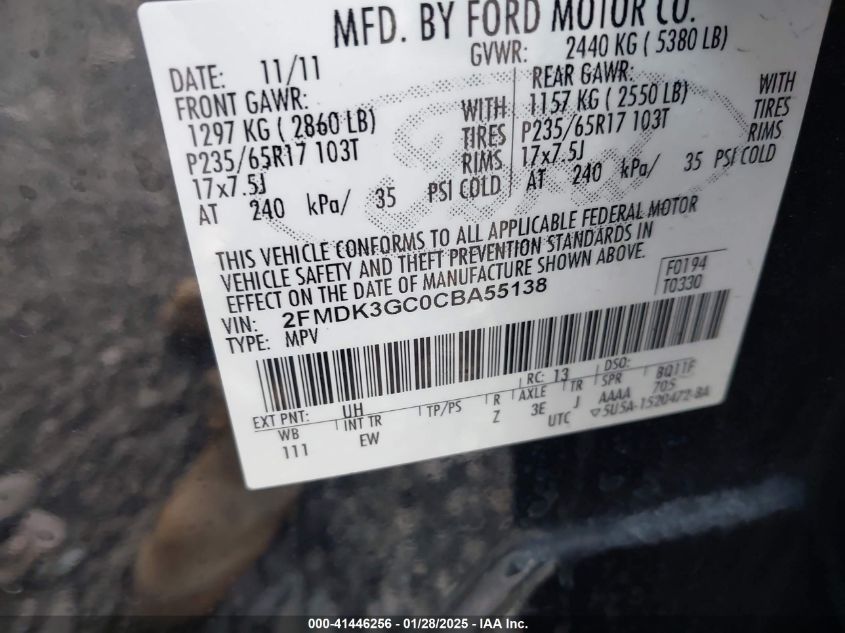 MFD. BY FORD MOTOR CO.
DATE: 11/11 GVWR: 2440 KG ( 5380 LB)
FRONT GAWR: REAR GAWR:
1297 KG ( 2860 LB) WITH 1157 KG ( 2550 LB) WITH
P235/65R17 103T TIRES P235/65R17 103T TIRES
17x7.5J RIMS 17x7.5J RIMS
AT 240 kPa/ 35 PSI COLD AT 240 kPa/ 35 PSI COLD
THIS VEHICLE CONFORMS TO ALL APPLICABLE FEDERAL MOTOR
VEHICLE SAFETY AND THEFT PREVENTION STANDARDS IN
EFFECT ON THE DATE OF MANUFACTURE SHOWN ABOVE.
F0194
VIN: 2FMDK3GC0CBA55138 T0330
TYPE: MPV
RC: 13 DSO:
EXT PNT: UH TP/PS R AXLE TR SPR BQ11F
WB INT TR Z 3E J AAAA 705
111 EW UTC ▽5U5A-1520472-BA
000-41446256 | 01/28/2025 |